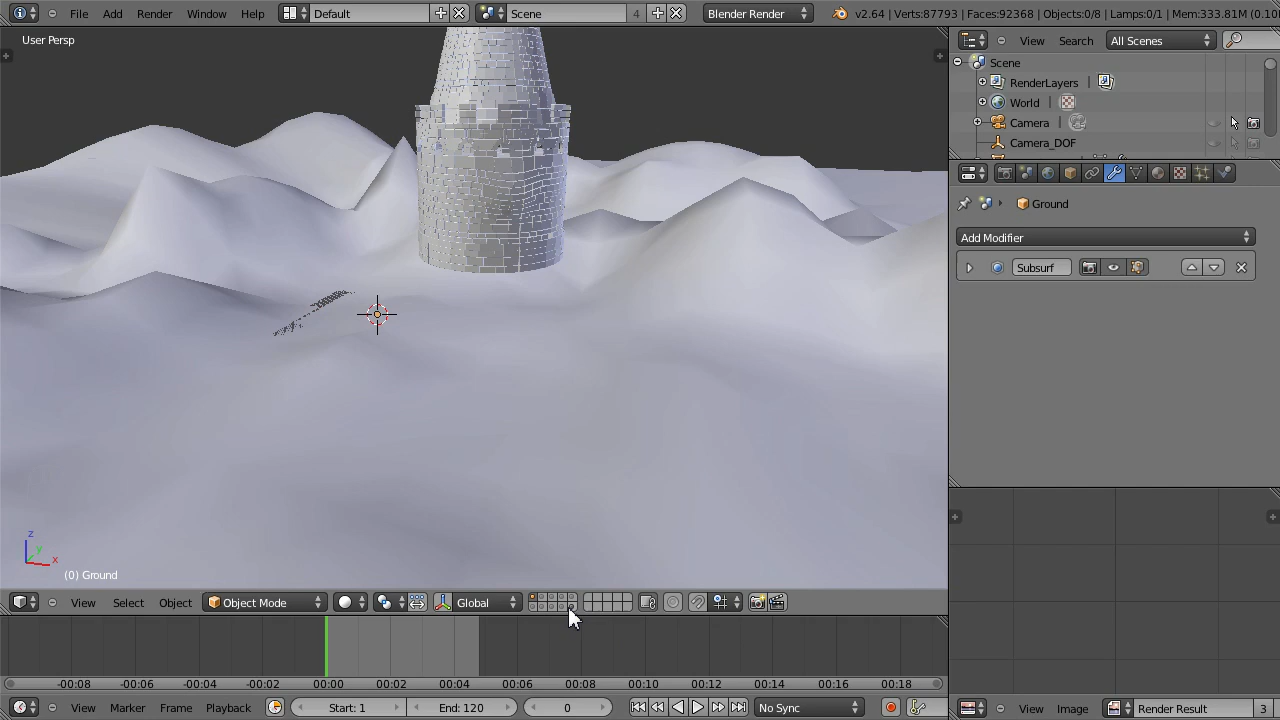 File Add Render Window Help Default Scene 4 Blender Render v2.64 | Verts:87793 | Faces:92368 | Objects:0/8 | Lamps:0/1 | Mem:333.81M (0.10
User Persp
View Search All Scenes
Scene
RenderLayers
World
Camera
Camera_DOF
Ground
Add Modifier
Subsurf
z
y
x
(0) Ground
View Select Object Object Mode Global
-00:08 -00:06 -00:04 -00:02 00:00 00:02 00:04 00:06 00:08 00:10 00:12 00:14 00:16 00:18
View Marker Frame Playback Start: 1 End: 120 0 No Sync
View Image Render Result 3